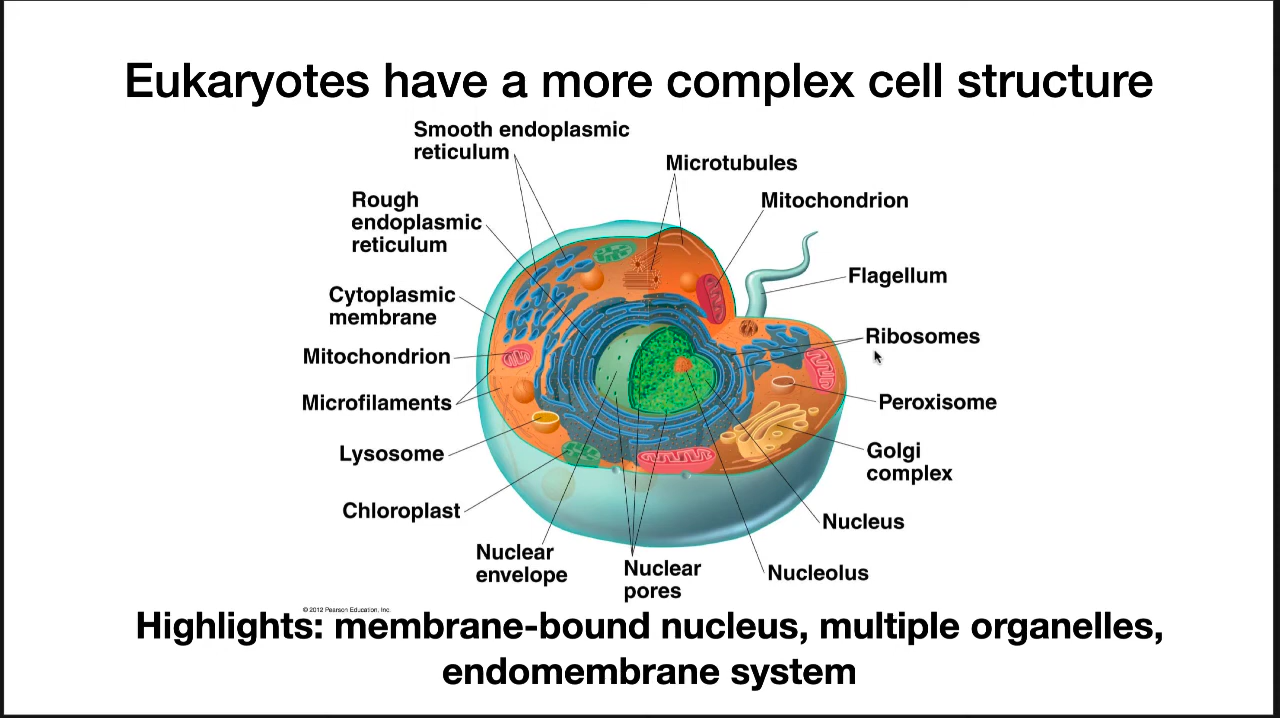 Eukaryotes have a more complex cell structure
Smooth endoplasmic
reticulum
Microtubules
Mitochondrion
Rough
endoplasmic
reticulum
Flagellum
Cytoplasmic
membrane
Ribosomes
Mitochondrion
Microfilaments
Peroxisome
Lysosome
Golgi
complex
Chloroplast
Nucleus
Nuclear
envelope
Nuclear
pores
Nucleolus
© 2012 Pearson Education, Inc.
Highlights: membrane-bound nucleus, multiple organelles,
endomembrane system